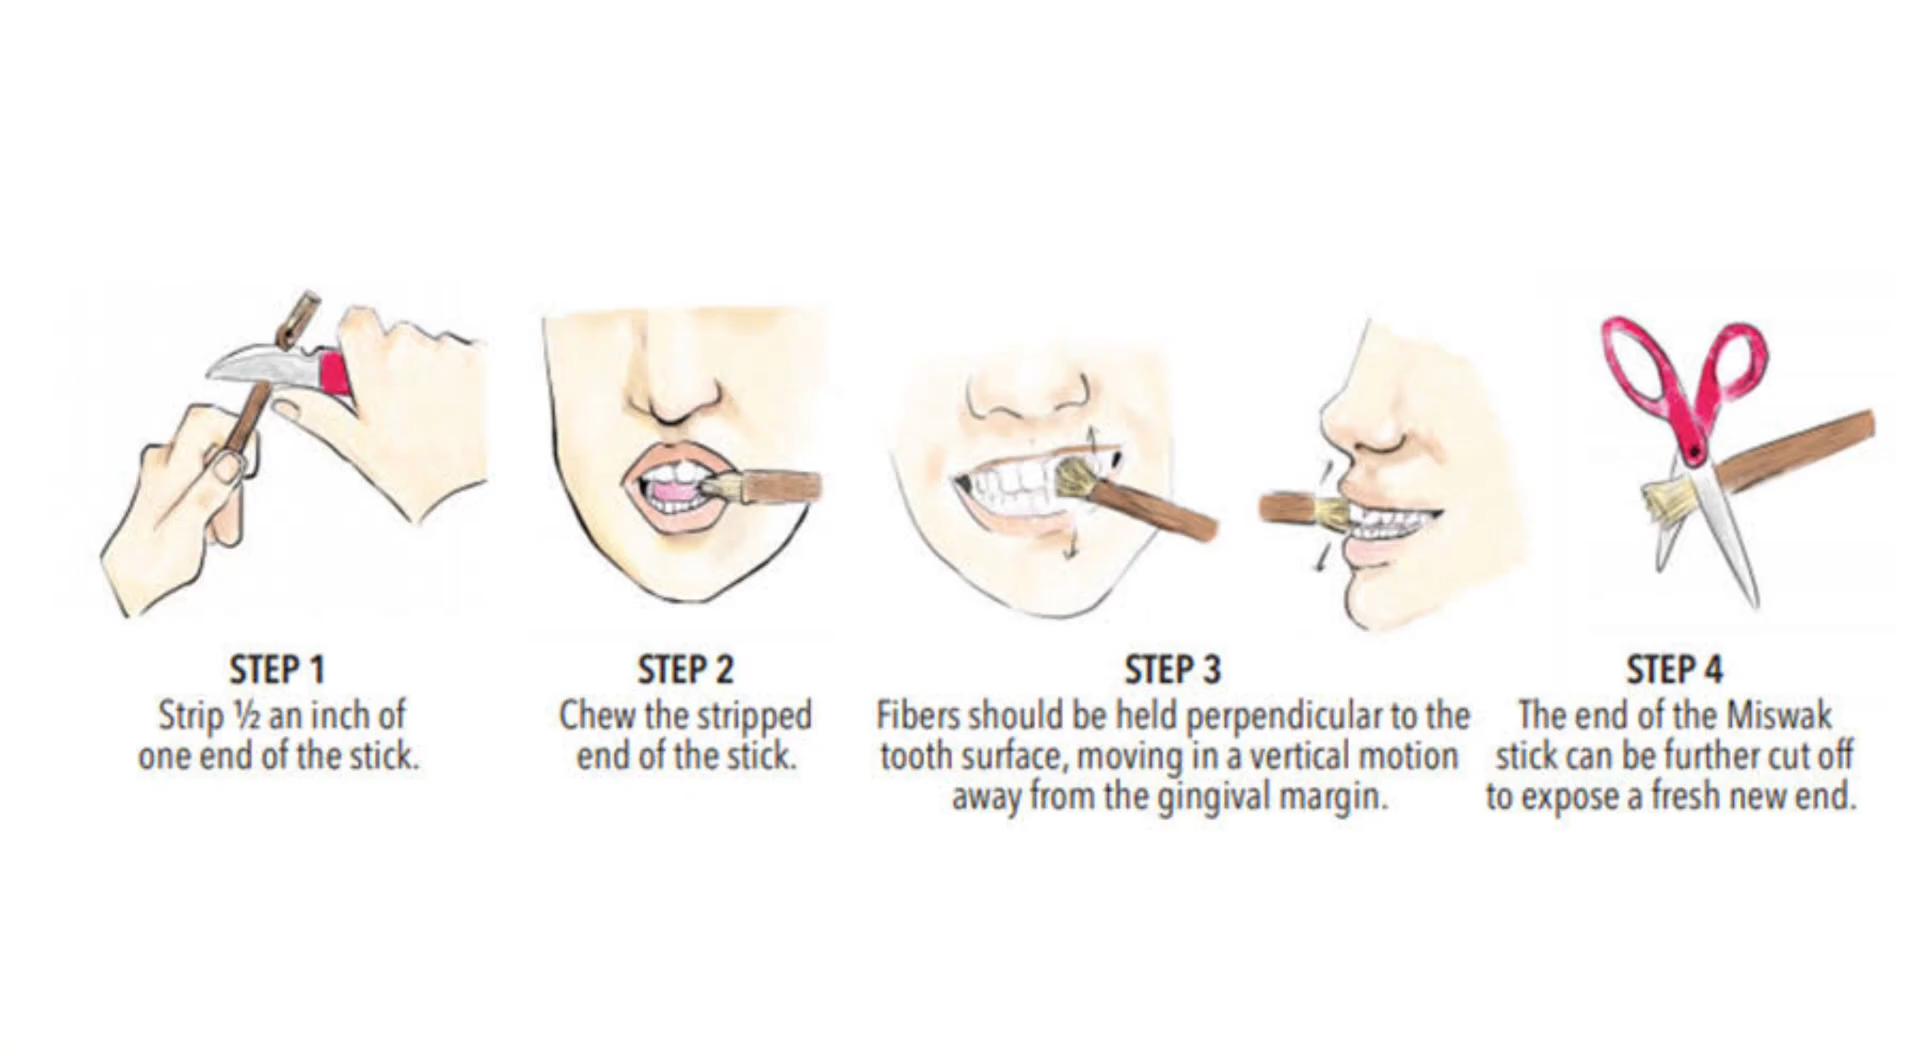 STEP 1
Strip ½ an inch of
one end of the stick.
STEP 2
Chew the stripped
end of the stick.
STEP 3
Fibers should be held perpendicular to the
tooth surface, moving in a vertical motion
away from the gingival margin.
STEP 4
The end of the Miswak
stick can be further cut off
to expose a fresh new end.